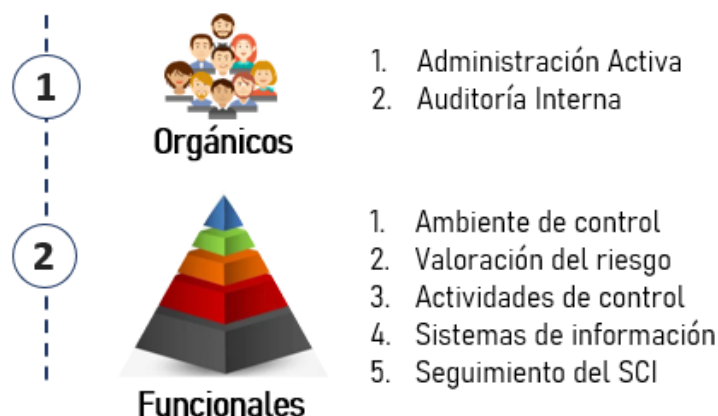 1
Orgánicos
1. Administración Activa
2. Auditoría Interna
2
Funcionales
1. Ambiente de control
2. Valoración del riesgo
3. Actividades de control
4. Sistemas de información
5. Seguimiento del SCI